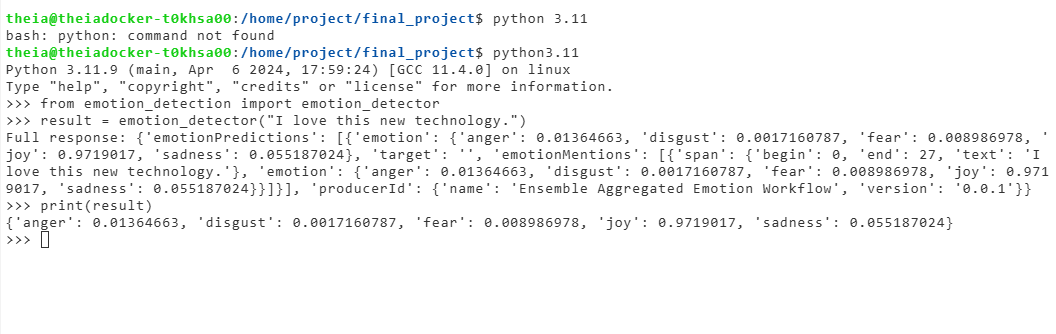 theia@theiadocker-t0khsa00:/home/project/final_project$ python 3.11
bash: python: command not found
theia@theiadocker-t0khsa00:/home/project/final_project$ python3.11
Python 3.11.9 (main, Apr  6 2024, 17:59:24) [GCC 11.4.0] on linux
Type "help", "copyright", "credits" or "license" for more information.
>>> from emotion_detection import emotion_detector
>>> result = emotion_detector("I love this new technology.")
Full response: {'emotionPredictions': [{'emotion': {'anger': 0.01364663, 'disgust': 0.0017160787, 'fear': 0.008986978, '
joy': 0.9719017, 'sadness': 0.055187024}, 'target': '', 'emotionMentions': [{'span': {'begin': 0, 'end': 27, 'text': 'I
love this new technology.'}, 'emotion': {'anger': 0.01364663, 'disgust': 0.0017160787, 'fear': 0.008986978, 'joy': 0.971
9017, 'sadness': 0.055187024}}]}], 'producerId': {'name': 'Ensemble Aggregated Emotion Workflow', 'version': '0.0.1'}}
>>> print(result)
{'anger': 0.01364663, 'disgust': 0.0017160787, 'fear': 0.008986978, 'joy': 0.9719017, 'sadness': 0.055187024}
>>>